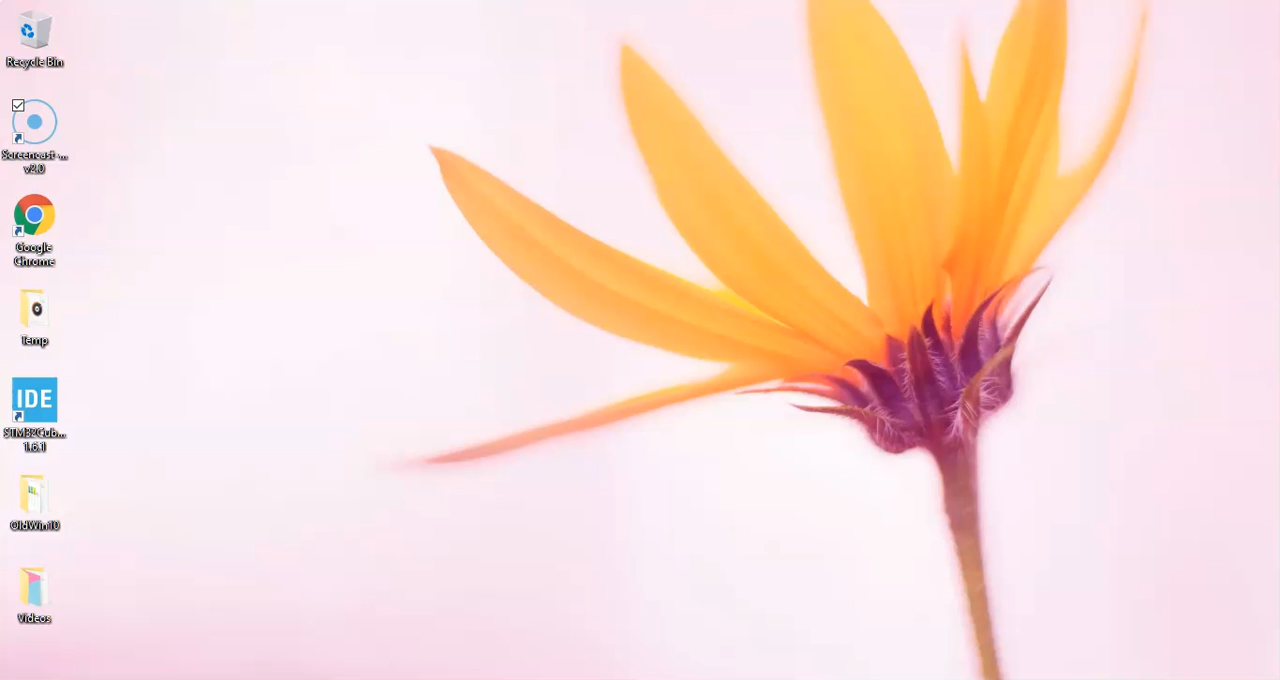 Recycle Bin
Screencast -...
v2.0
Google
Chrome
Temp
IDE
STM32Cub...
1.6.1
OldWin10
Videos